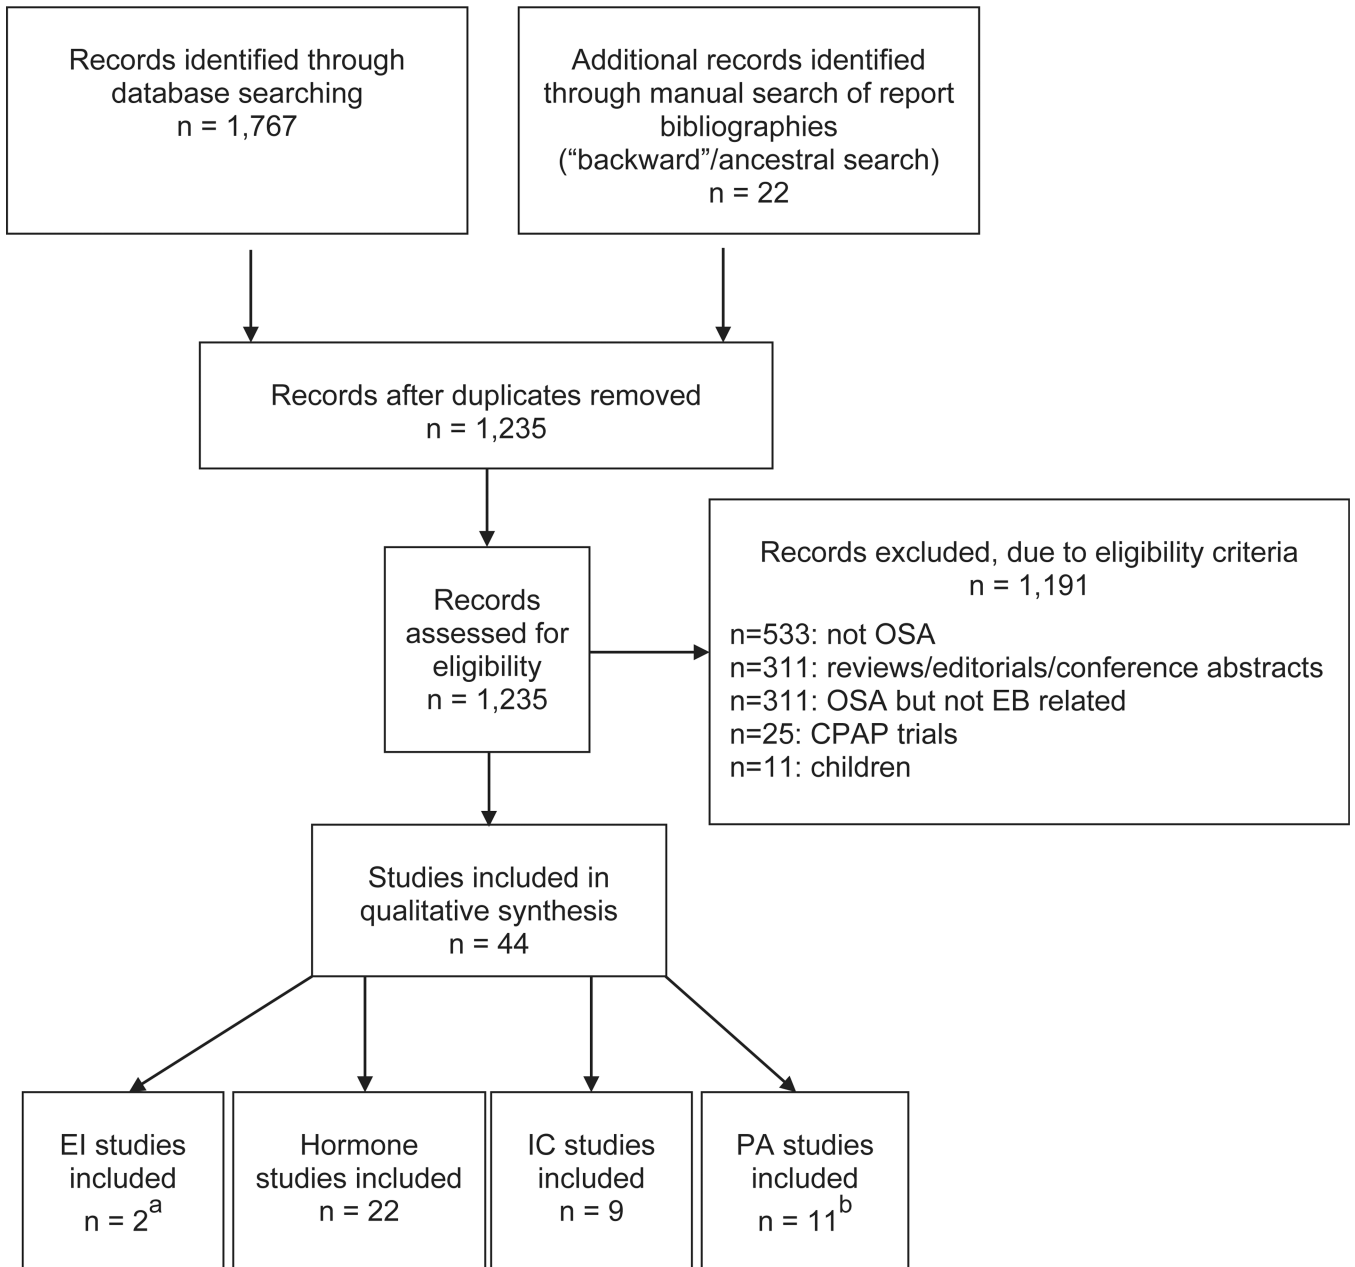 Records identified through
database searching
n = 1,767
Additional records identified
through manual search of report
bibliographies
(“backward”/ancestral search)
n = 22
Records after duplicates removed
n = 1,235
Records
assessed for
eligibility
n = 1,235
Records excluded, due to eligibility criteria
n = 1,191
n=533: not OSA
n=311: reviews/editorials/conference abstracts
n=311: OSA but not EB related
n=25: CPAP trials
n=11: children
Studies included in
qualitative synthesis
n = 44
EI studies
included
n = 2a
Hormone
studies included
n = 22
IC studies
included
n = 9
PA studies
included
n = 11b